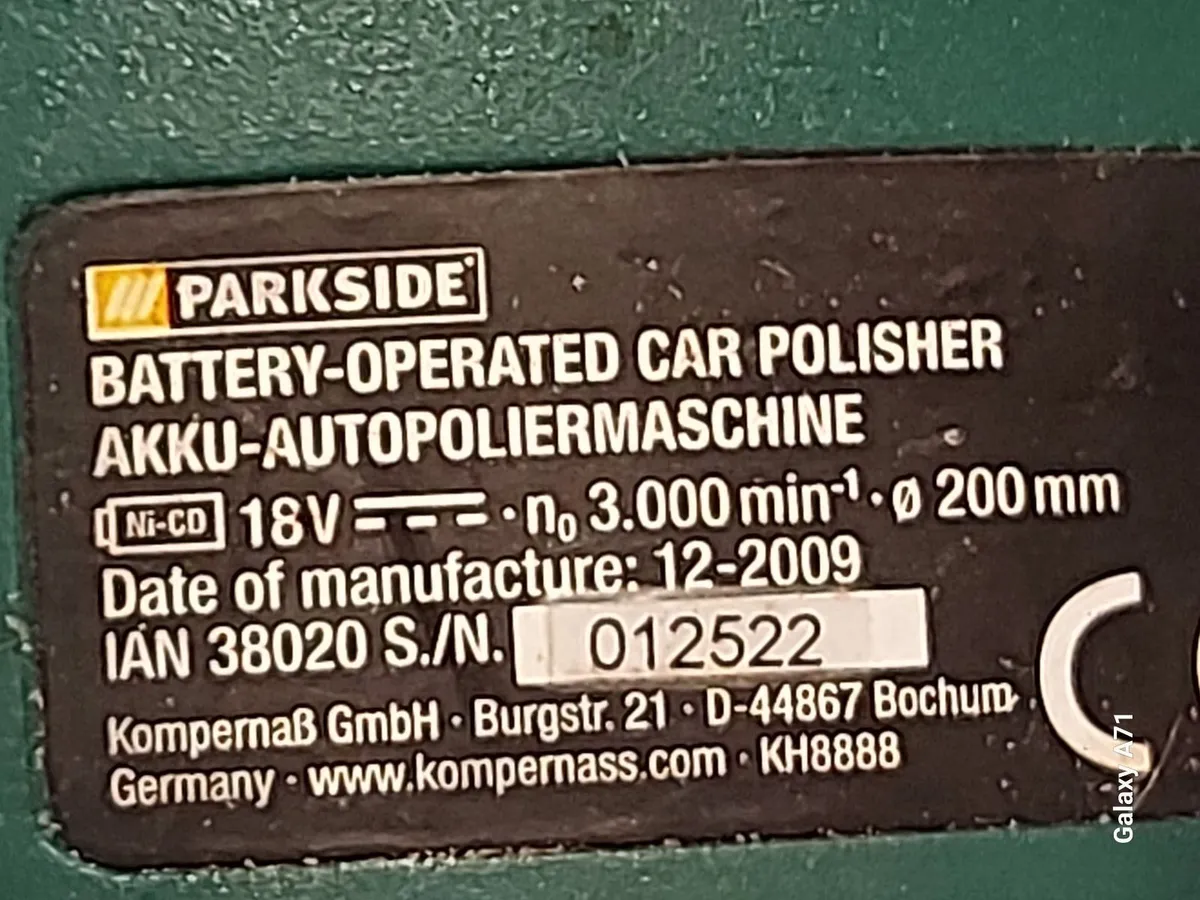 PARKSIDE
BATTERY-OPERATED CAR POLISHER
AKKU-AUTOPOLIERMASCHINE
Ni-CD 18V · n₀ 3.000 min⁻¹ · ø 200 mm
Date of manufacture: 12-2009
IAN 38020 S./N. 012522
Kompernaß GmbH · Burgstr. 21 · D-44867 Bochum ·
Germany · www.kompernass.com · KH8888
Galaxy A71